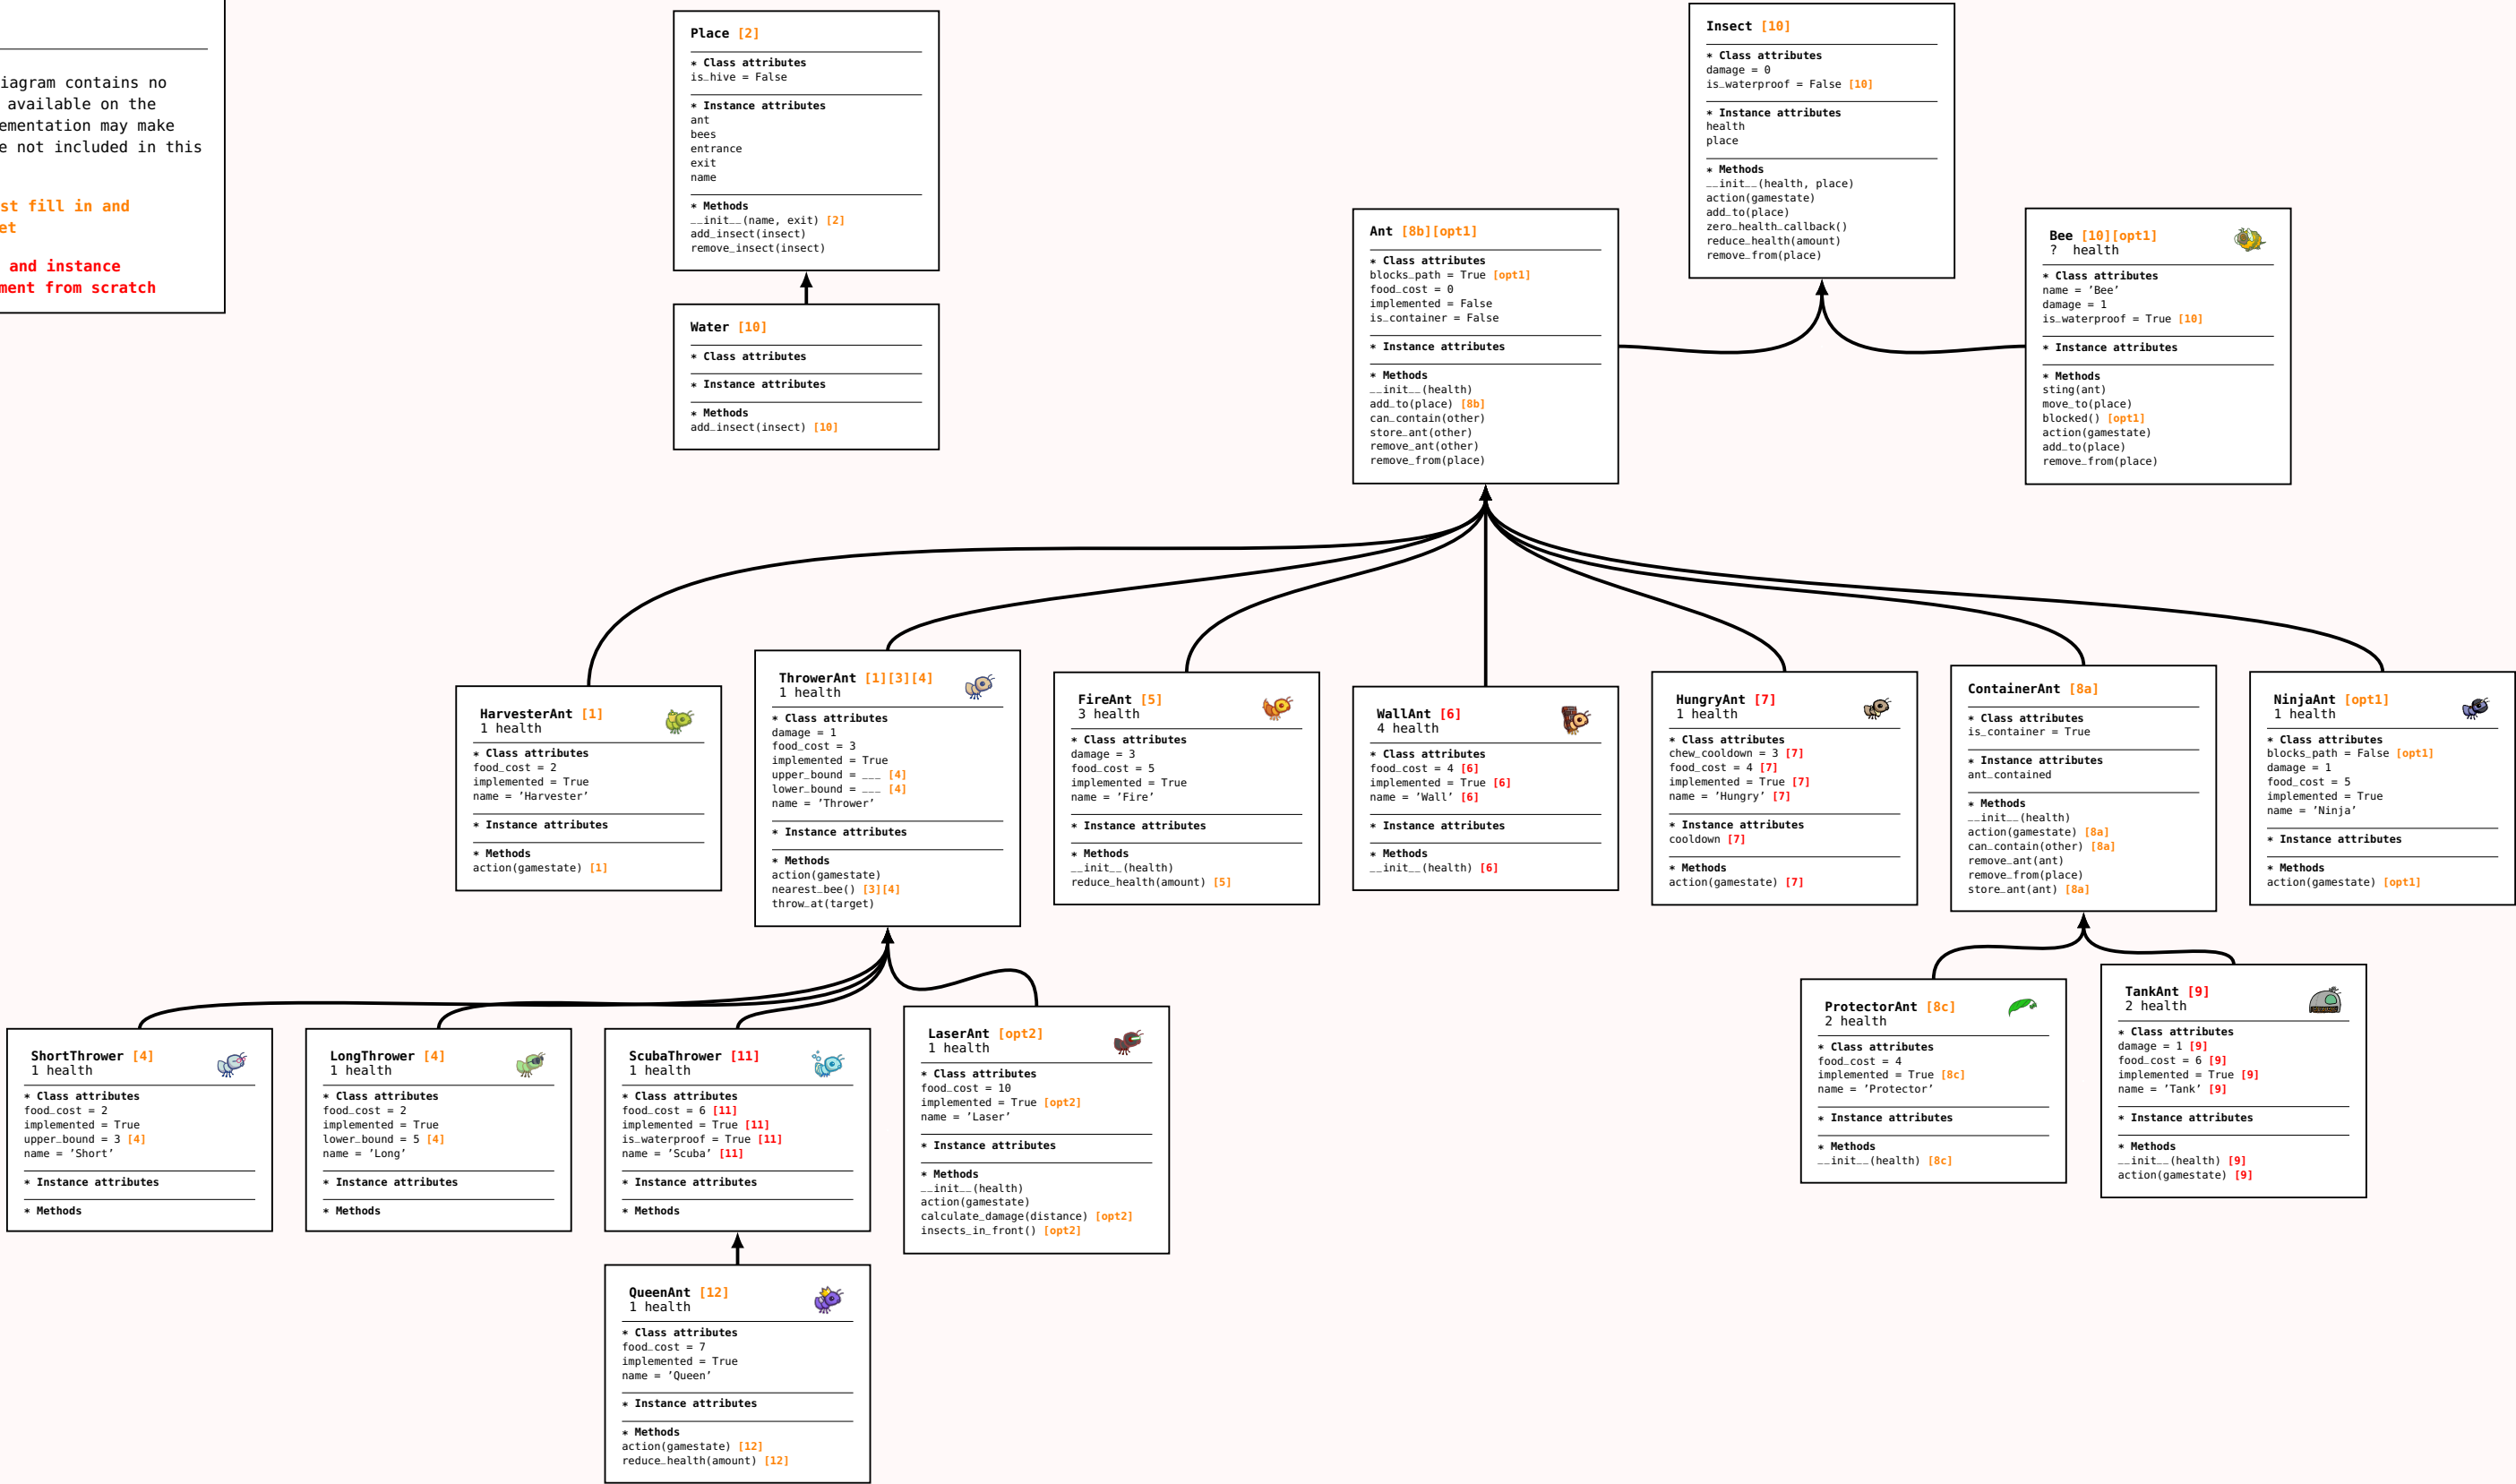 iagram contains no
available on the
ementation may make
e not included in this
st fill in and
et
and instance
ment from scratch
Place [2]
* Class attributes
is_hive = False
* Instance attributes
ant
bees
entrance
exit
name
* Methods
__init__(name, exit) [2]
add_insect(insect)
remove_insect(insect)
Water [10]
* Class attributes
* Instance attributes
* Methods
add_insect(insect) [10]
Insect [10]
* Class attributes
damage = 0
is_waterproof = False [10]
* Instance attributes
health
place
* Methods
__init__(health, place)
action(gamestate)
add_to(place)
zero_health_callback()
reduce_health(amount)
remove_from(place)
Ant [8b][opt1]
* Class attributes
blocks_path = True [opt1]
food_cost = 0
implemented = False
is_container = False
* Instance attributes
* Methods
__init__(health)
add_to(place) [8b]
can_contain(other)
store_ant(other)
remove_ant(other)
remove_from(place)
Bee [10][opt1]
? health
* Class attributes
name = ’Bee’
damage = 1
is_waterproof = True [10]
* Instance attributes
* Methods
sting(ant)
move_to(place)
blocked() [opt1]
action(gamestate)
add_to(place)
remove_from(place)
HarvesterAnt [1]
1 health
* Class attributes
food_cost = 2
implemented = True
name = ’Harvester’
* Instance attributes
* Methods
action(gamestate) [1]
ThrowerAnt [1][3][4]
1 health
* Class attributes
damage = 1
food_cost = 3
implemented = True
upper_bound = ___ [4]
lower_bound = ___ [4]
name = ’Thrower’
* Instance attributes
* Methods
action(gamestate)
nearest_bee() [3][4]
throw_at(target)
FireAnt [5]
3 health
* Class attributes
damage = 3
food_cost = 5
implemented = True
name = ’Fire’
* Instance attributes
* Methods
__init__(health)
reduce_health(amount) [5]
WallAnt [6]
4 health
* Class attributes
food_cost = 4 [6]
implemented = True [6]
name = ’Wall’ [6]
* Instance attributes
* Methods
__init__(health) [6]
HungryAnt [7]
1 health
* Class attributes
chew_cooldown = 3 [7]
food_cost = 4 [7]
implemented = True [7]
name = ’Hungry’ [7]
* Instance attributes
cooldown [7]
* Methods
action(gamestate) [7]
ContainerAnt [8a]
* Class attributes
is_container = True
* Instance attributes
ant_contained
* Methods
__init__(health)
action(gamestate) [8a]
can_contain(other) [8a]
remove_ant(ant)
remove_from(place)
store_ant(ant) [8a]
NinjaAnt [opt1]
1 health
* Class attributes
blocks_path = False [opt1]
damage = 1
food_cost = 5
implemented = True
name = ’Ninja’
* Instance attributes
* Methods
action(gamestate) [opt1]
ShortThrower [4]
1 health
* Class attributes
food_cost = 2
implemented = True
upper_bound = 3 [4]
name = ’Short’
* Instance attributes
* Methods
LongThrower [4]
1 health
* Class attributes
food_cost = 2
implemented = True
lower_bound = 5 [4]
name = ’Long’
* Instance attributes
* Methods
ScubaThrower [11]
1 health
* Class attributes
food_cost = 6 [11]
implemented = True [11]
is_waterproof = True [11]
name = ’Scuba’ [11]
* Instance attributes
* Methods
LaserAnt [opt2]
1 health
* Class attributes
food_cost = 10
implemented = True [opt2]
name = ’Laser’
* Instance attributes
* Methods
__init__(health)
action(gamestate)
calculate_damage(distance) [opt2]
insects_in_front() [opt2]
ProtectorAnt [8c]
2 health
* Class attributes
food_cost = 4
implemented = True [8c]
name = ’Protector’
* Instance attributes
* Methods
__init__(health) [8c]
TankAnt [9]
2 health
* Class attributes
damage = 1 [9]
food_cost = 6 [9]
implemented = True [9]
name = ’Tank’ [9]
* Instance attributes
* Methods
__init__(health) [9]
action(gamestate) [9]
QueenAnt [12]
1 health
* Class attributes
food_cost = 7
implemented = True
name = ’Queen’
* Instance attributes
* Methods
action(gamestate) [12]
reduce_health(amount) [12]